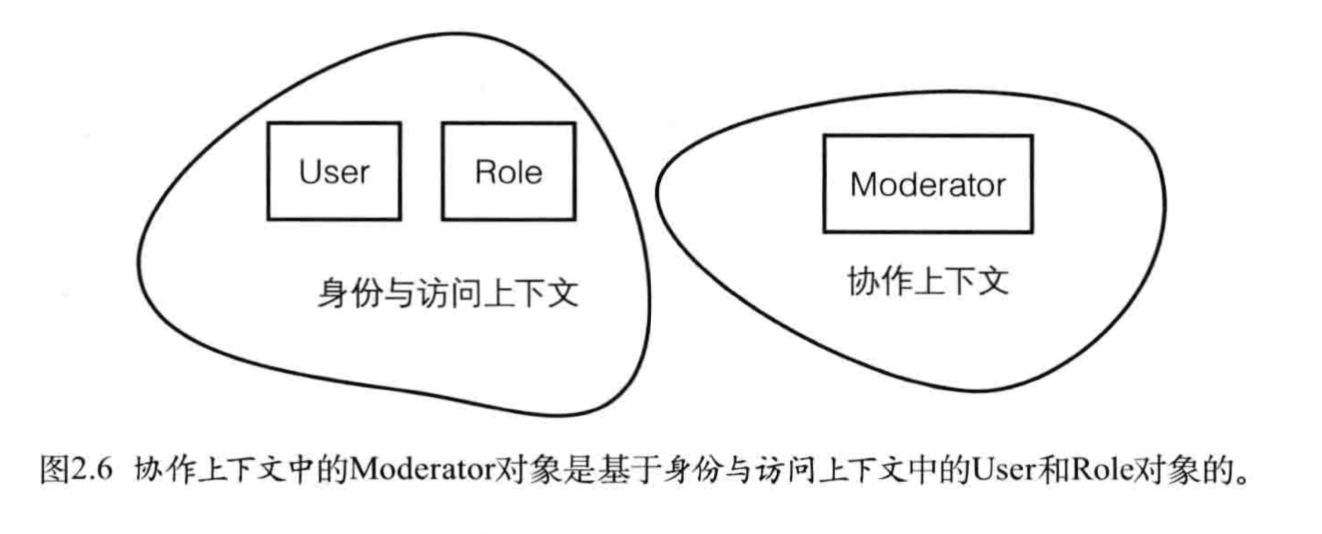 User
Role
身份与访问上下文
Moderator
协作上下文
图2.6 协作上下文中的Moderator对象是基于身份与访问上下文中的User和Role对象的。